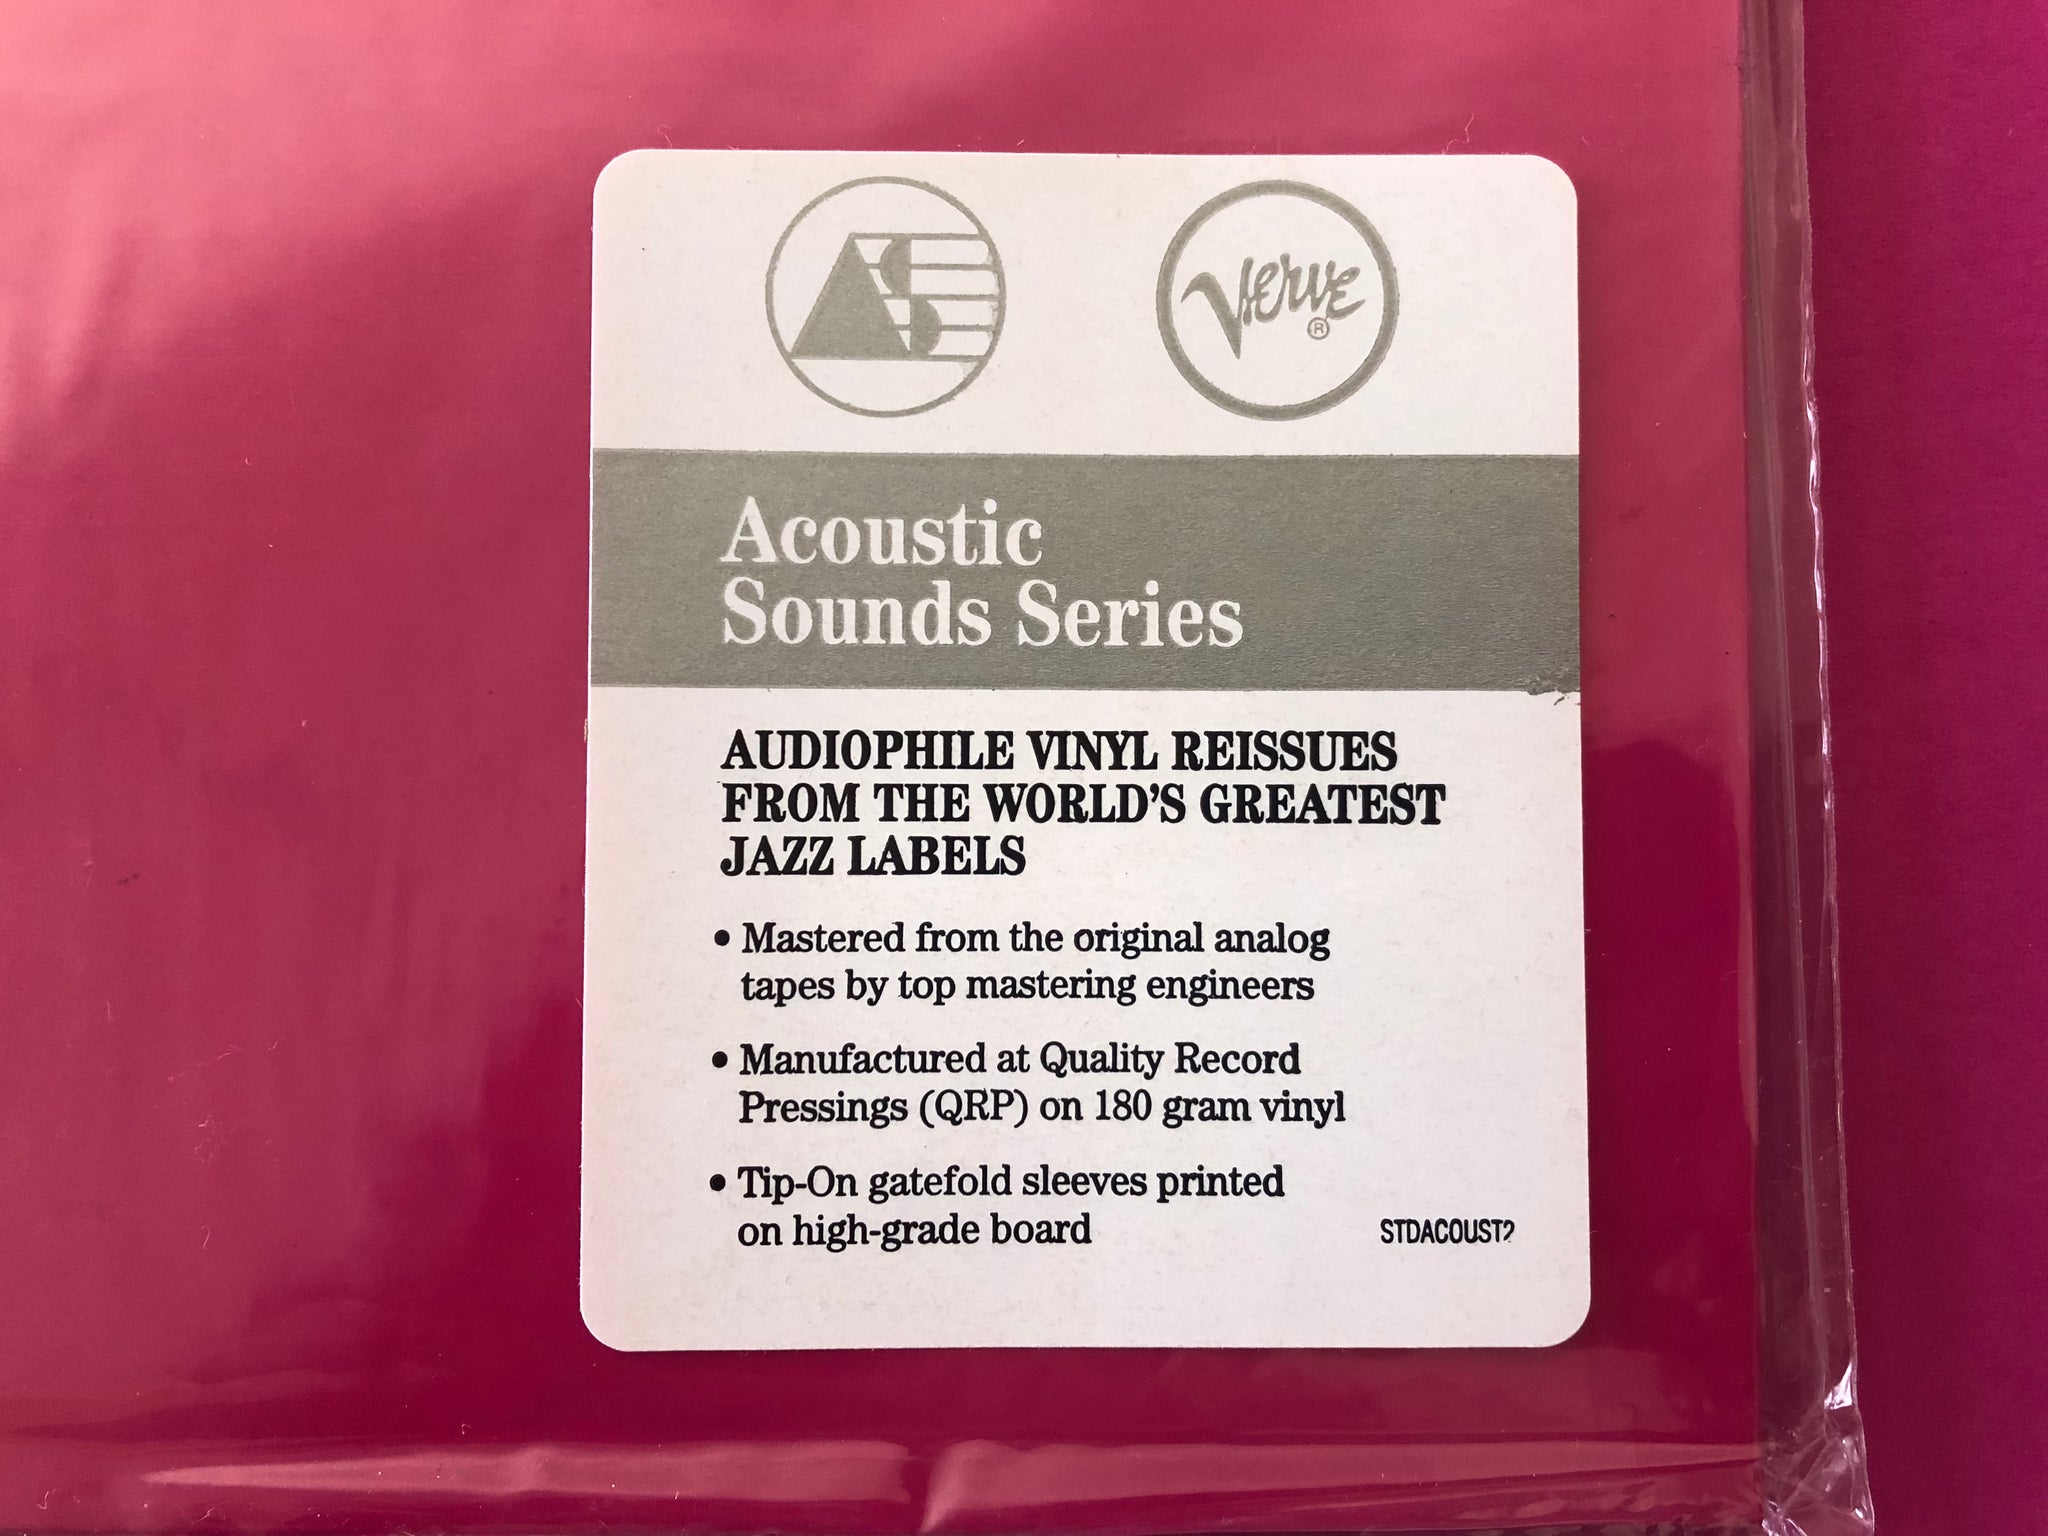 AS
Verve
®
Acoustic
Sounds Series
AUDIOPHILE VINYL REISSUES
FROM THE WORLD'S GREATEST
JAZZ LABELS
• Mastered from the original analog
tapes by top mastering engineers
• Manufactured at Quality Record
Pressings (QRP) on 180 gram vinyl
• Tip-On gatefold sleeves printed
on high-grade board
STDACOUST2